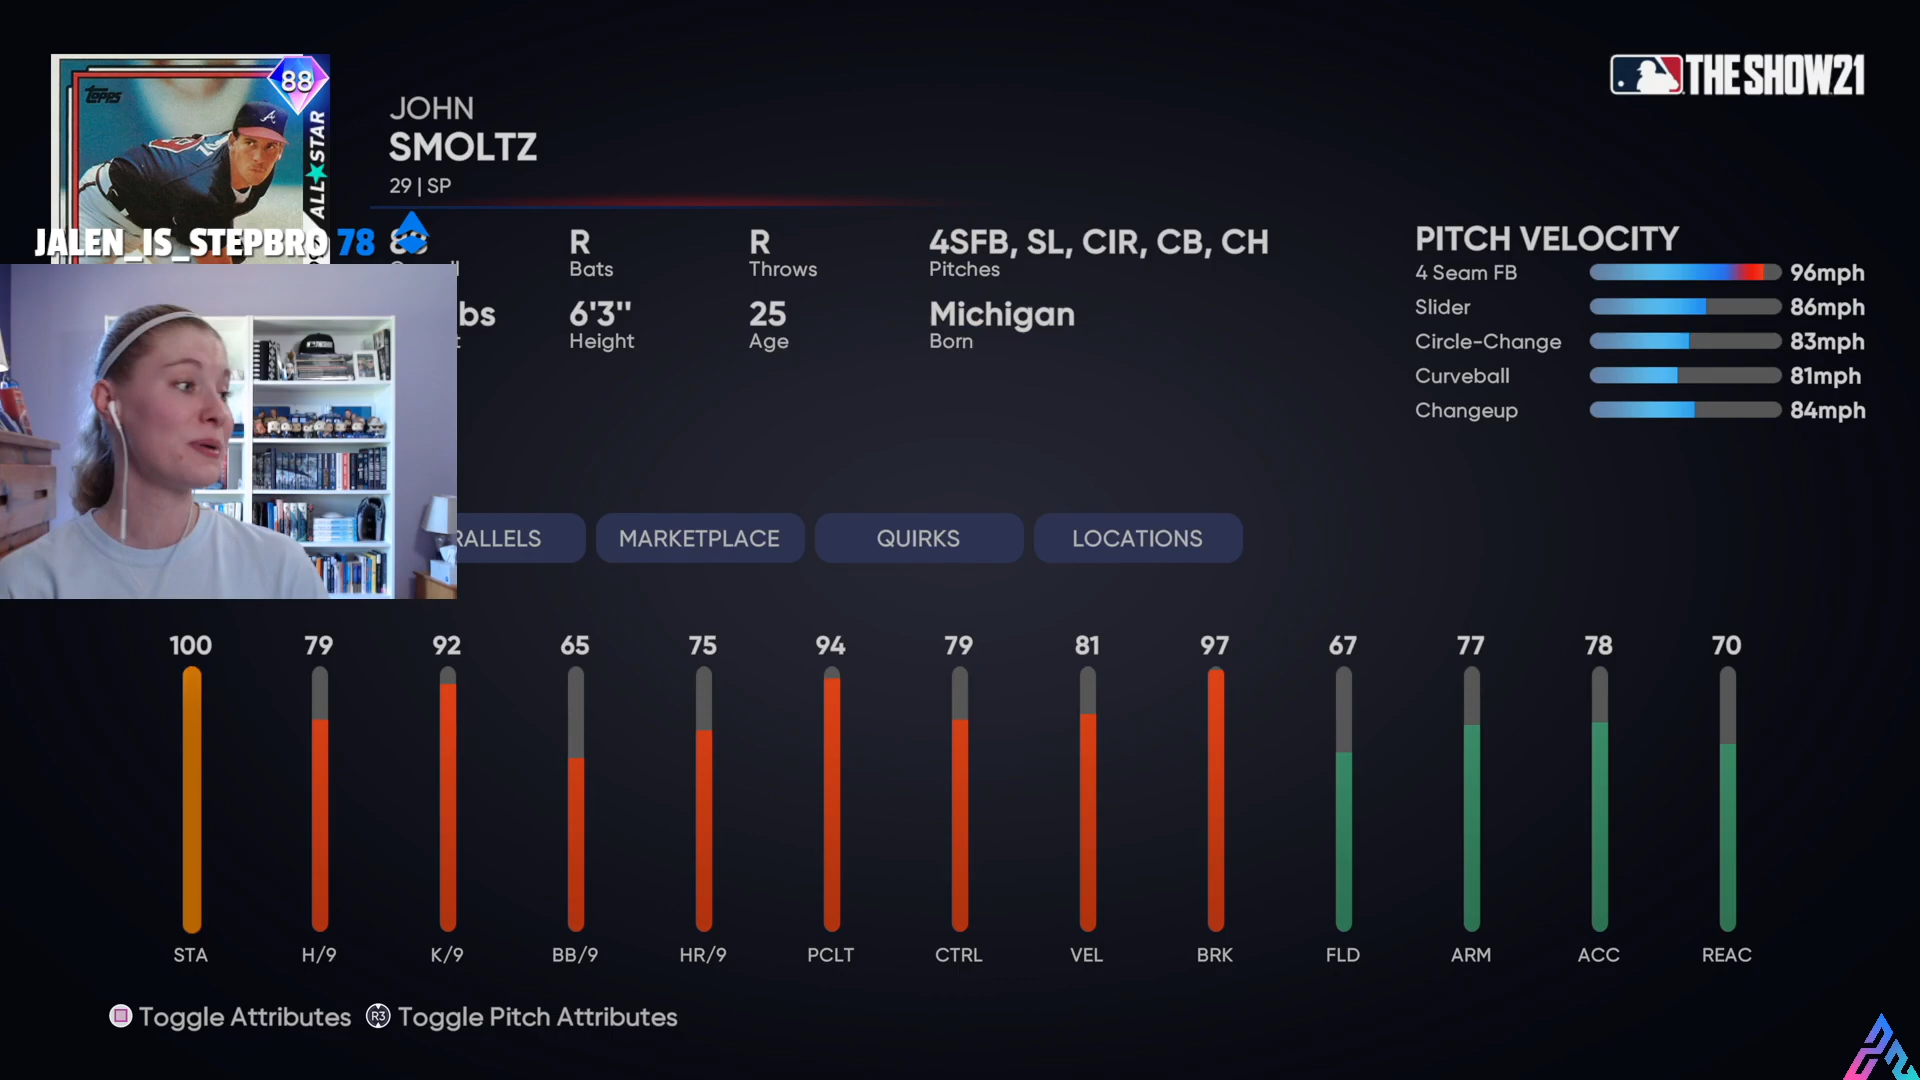 Topps
88
ALL★STAR
JOHN
SMOLTZ
29 | SP
MLB THE SHOW 21
JALEN_IS_STEPBRO 78
R
Bats
R
Throws
4SFB, SL, CIR, CB, CH
Pitches
bs
6'3''
Height
25
Age
Michigan
Born
PITCH VELOCITY
4 Seam FB 96mph
Slider 86mph
Circle-Change 83mph
Curveball 81mph
Changeup 84mph
RALLELS
MARKETPLACE
QUIRKS
LOCATIONS
100 79 92 65 75 94 79 81 97 67 77 78 70
STA H/9 K/9 BB/9 HR/9 PCLT CTRL VEL BRK FLD ARM ACC REAC
Toggle Attributes R3 Toggle Pitch Attributes